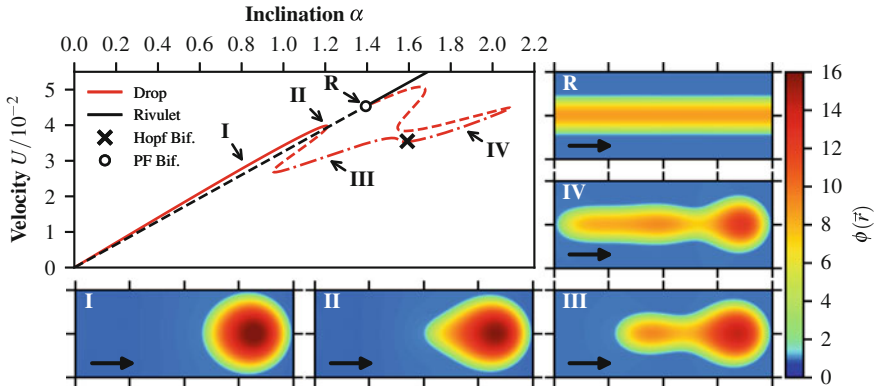 Inclination α
0.0 0.2 0.4 0.6 0.8 1.0 1.2 1.4 1.6 1.8 2.0 2.2
Velocity U/10⁻²
5
4
3
2
1
0
Drop
Rivulet
Hopf Bif.
PF Bif.
I
II
R
III
IV
R
IV
III
I
II
16
14
12
10
8
6
4
2
0
ϕ(r⃗)